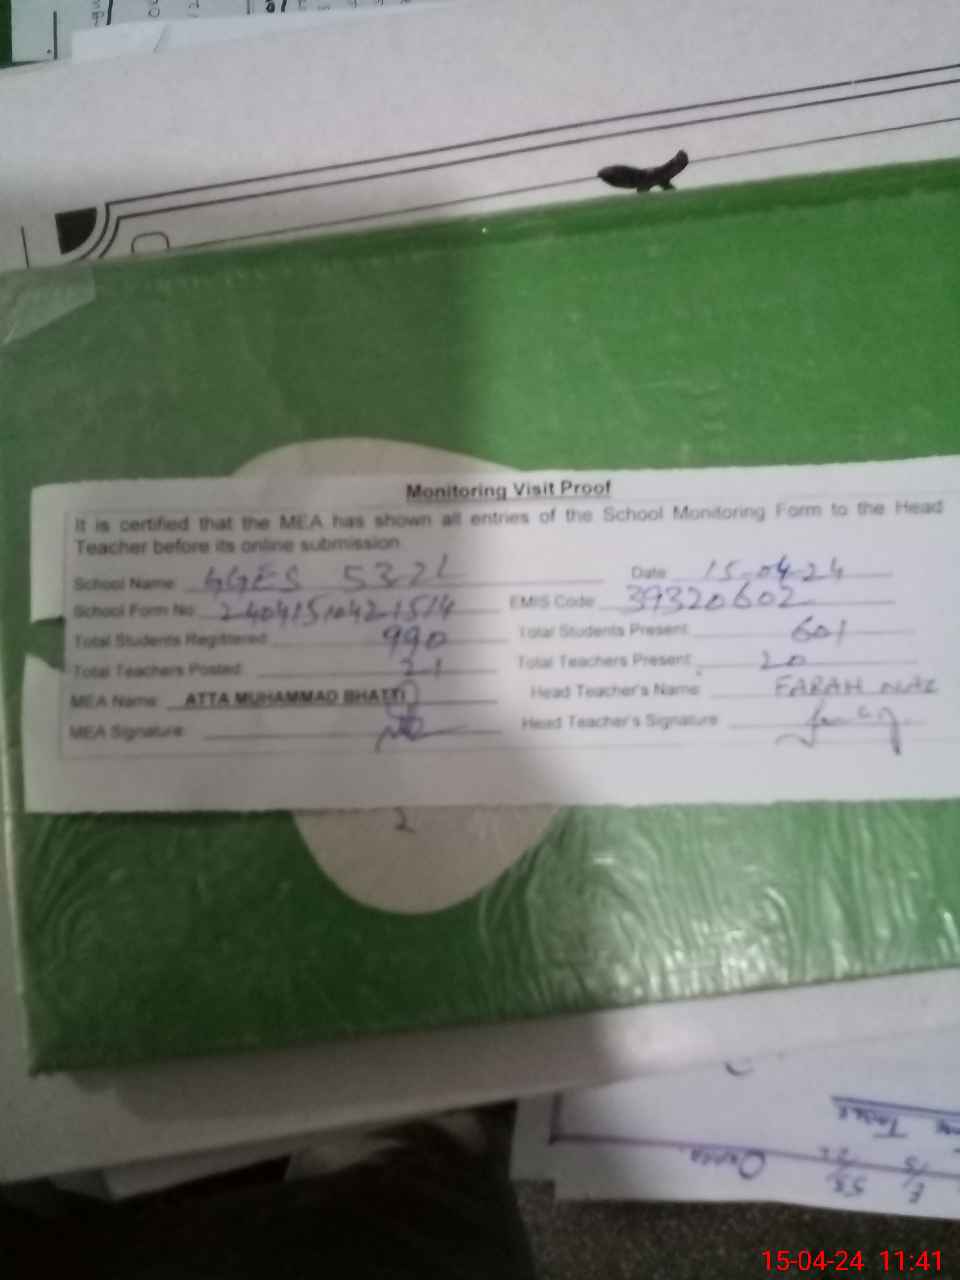 Monitoring Visit Proof
It is certified that the MEA has shown all entries of the School Monitoring Form to the Head
Teacher before its online submission
School Name: GGES 532L Date 15-04-24
School Form No: 24041510421514 EMIS Code: 39320602
Total Students Registered: 990 Total Students Present: 601
Total Teachers Posted: 21 Total Teachers Present: 20
MEA Name: ATTA MUHAMMAD BHATTI Head Teacher's Name FARAH NAZ
MEA Signature: Head Teacher's Signature
2
15-04-24 11:41